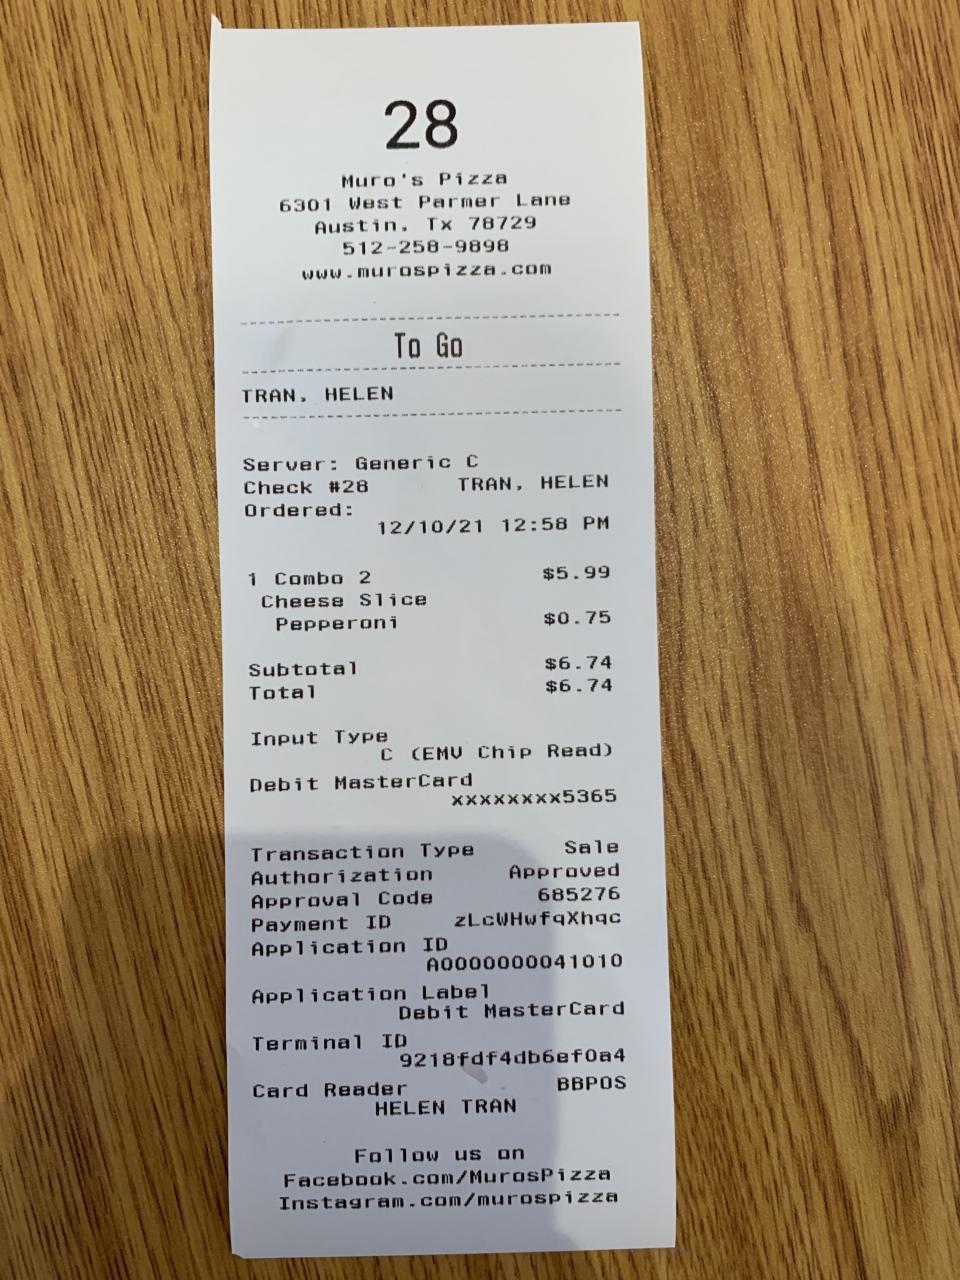 28
Muro's Pizza
6301 West Parmer Lane
Austin, Tx 78729
512-258-9898
www.murospizza.com
To Go
TRAN, HELEN
Server: Generic C
Check #28 TRAN, HELEN
Ordered:
12/10/21 12:58 PM
1 Combo 2 $5.99
Cheese Slice
Pepperoni $0.75
Subtotal $6.74
Total $6.74
Input Type
C (EMV Chip Read)
Debit MasterCard
xxxxxxxx5365
Transaction Type Sale
Authorization Approved
Approval Code 685276
Payment ID zLcWHwfqXhqc
Application ID
A0000000041010
Application Label
Debit MasterCard
Terminal ID
9218fdf4db6ef0a4
Card Reader BBPOS
HELEN TRAN
Follow us on
Facebook.com/MurosPizza
Instagram.com/murospizza